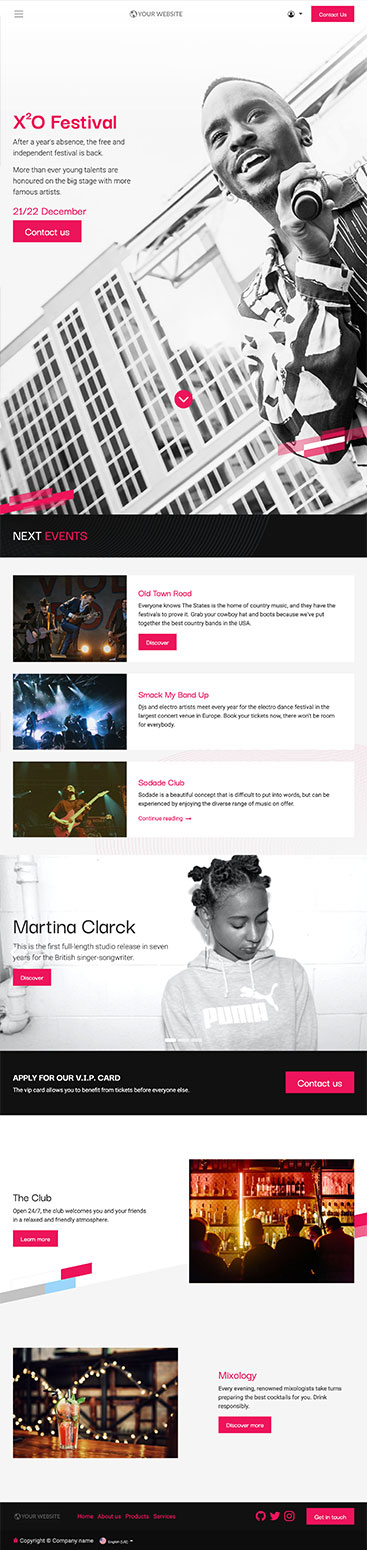 YOUR WEBSITE
Contact Us
X²O Festival
After a year's absence, the free and
independent festival is back.
More than ever young talents are
honoured on the big stage with more
famous artists.
21/22 December
Contact us
NEXT EVENTS
Old Town Road
Everyone knows The States is the home of country music, and they have the
festivals to prove it. Grab your cowboy hat and boots because we've put
together the best country bands in the USA.
Discover
Smack My Band Up
Djs and electro artists meet every year for the electro dance festival in the
largest concert venue in Europe. Book your tickets now, there won't be room
for everybody.
Sodade Club
Sodade is a beautiful concept that is difficult to put into words, but can be
experienced by enjoying the diverse range of music on offer.
Continue reading →
Martina Clarck
This is the first full-length studio release in seven
years for the British singer-songwriter.
Discover
PUMA
APPLY FOR OUR V.I.P. CARD
The vip card allows you to benefit from tickets before everyone else.
Contact us
The Club
Open 24/7, the club welcomes you and your friends
in a relaxed and friendly atmosphere.
Learn more
Mixology
Every evening, renowned mixologists take turns
preparing the best cocktails for you. Drink
responsibly.
Discover more
YOUR WEBSITE
Home About us Products Services
Get in touch
Copyright © Company name
English (US)